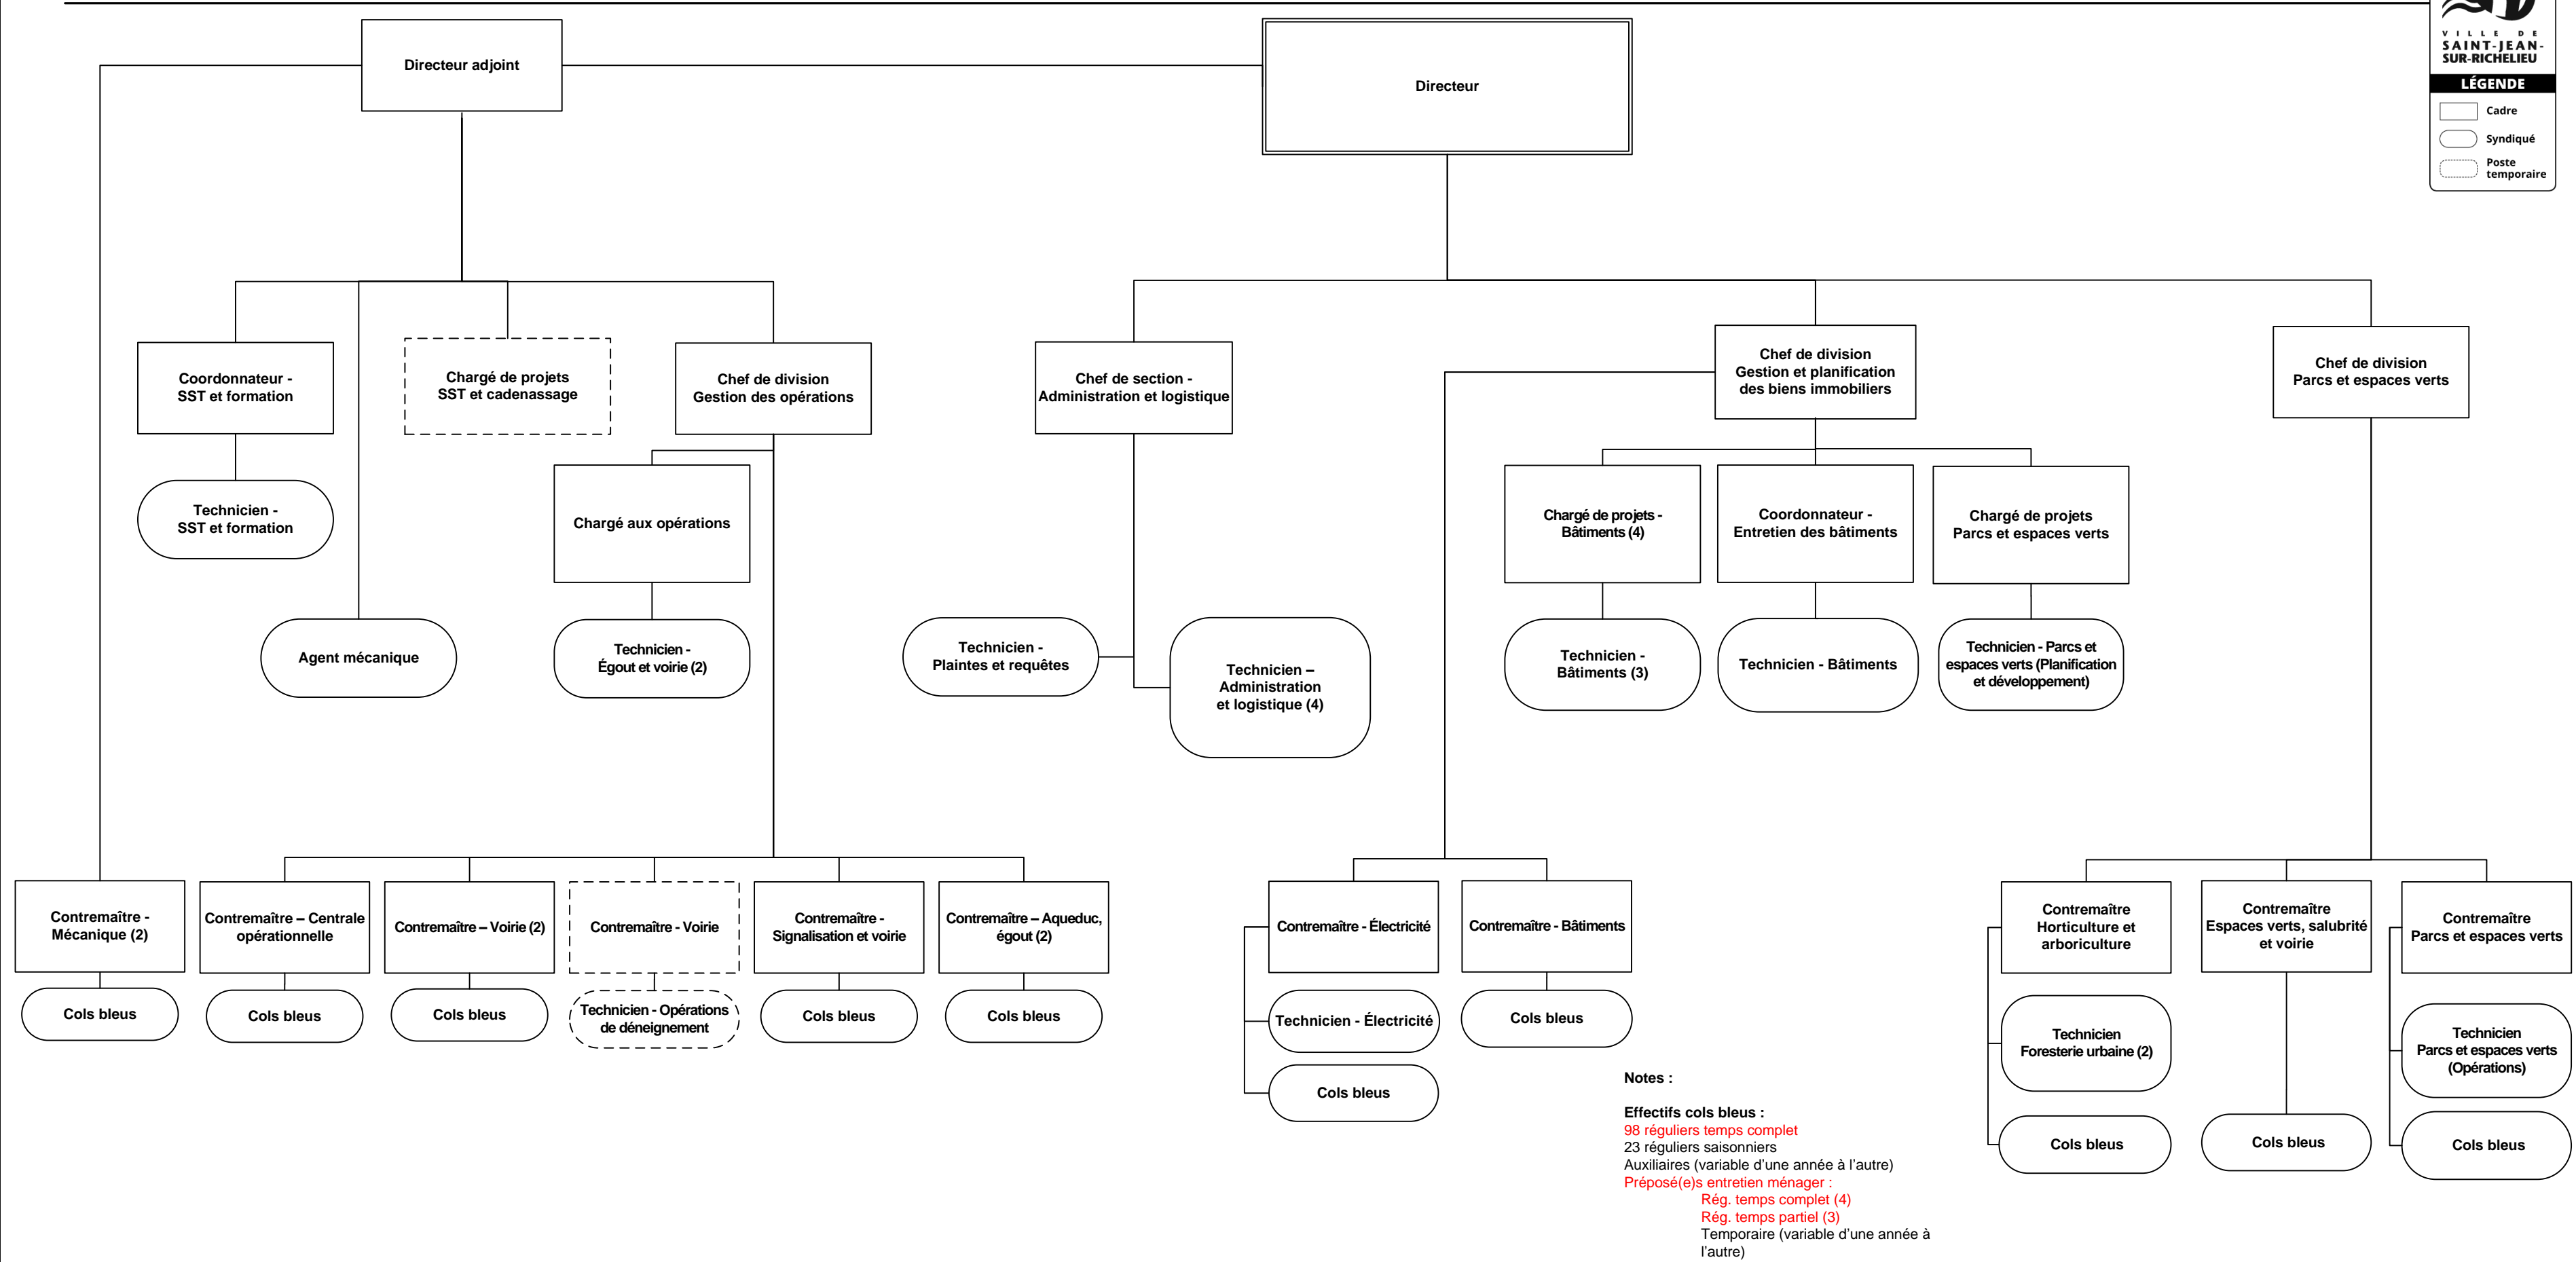 VILLE DE
SAINT-JEAN-
SUR-RICHELIEU
LÉGENDE
Cadre
Syndiqué
Poste
temporaire
Directeur adjoint
Directeur
Coordonnateur -
SST et formation
Chargé de projets
SST et cadenassage
Chef de division
Gestion des opérations
Chef de section -
Administration et logistique
Chef de division
Gestion et planification
des biens immobiliers
Chef de division
Parcs et espaces verts
Technicien -
SST et formation
Chargé aux opérations
Chargé de projets -
Bâtiments (4)
Coordonnateur -
Entretien des bâtiments
Chargé de projets
Parcs et espaces verts
Agent mécanique
Technicien -
Égout et voirie (2)
Technicien -
Plaintes et requêtes
Technicien –
Administration
et logistique (4)
Technicien -
Bâtiments (3)
Technicien - Bâtiments
Technicien - Parcs et
espaces verts (Planification
et développement)
Contremaître -
Mécanique (2)
Contremaître – Centrale
opérationnelle
Contremaître – Voirie (2)
Contremaître - Voirie
Contremaître -
Signalisation et voirie
Contremaître – Aqueduc,
égout (2)
Contremaître - Électricité
Contremaître - Bâtiments
Contremaître
Horticulture et
arboriculture
Contremaître
Espaces verts, salubrité
et voirie
Contremaître
Parcs et espaces verts
Cols bleus
Cols bleus
Cols bleus
Technicien - Opérations
de déneignement
Cols bleus
Cols bleus
Technicien - Électricité
Cols bleus
Technicien
Foresterie urbaine (2)
Technicien
Parcs et espaces verts
(Opérations)
Cols bleus
Cols bleus
Cols bleus
Cols bleus
Notes :
Effectifs cols bleus :
98 réguliers temps complet
23 réguliers saisonniers
Auxiliaires (variable d'une année à l'autre)
Préposé(e)s entretien ménager :
Rég. temps complet (4)
Rég. temps partiel (3)
Temporaire (variable d'une année à
l'autre)